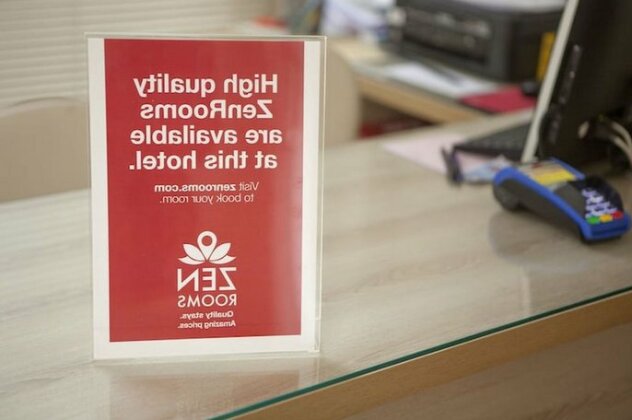 High quality
ZenRooms
are available
at this hotel.
Visit zenrooms.com
to book your room.
ZEN
ROOMS
Quality stays.
Amazing prices.